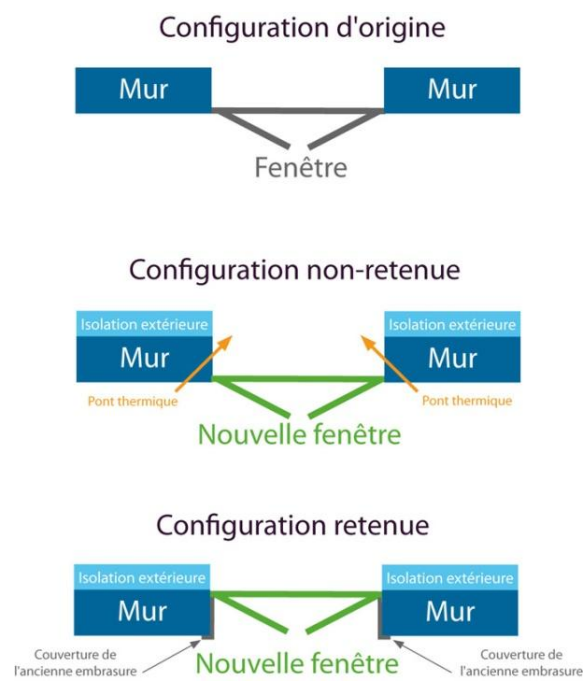 Configuration d'origine
Mur
Mur
Fenêtre
Configuration non-retenue
Isolation extérieure
Isolation extérieure
Mur
Mur
Pont thermique
Pont thermique
Nouvelle fenêtre
Configuration retenue
Isolation extérieure
Isolation extérieure
Mur
Mur
Couverture de
l'ancienne embrasure
Nouvelle fenêtre
Couverture de
l'ancienne embrasure